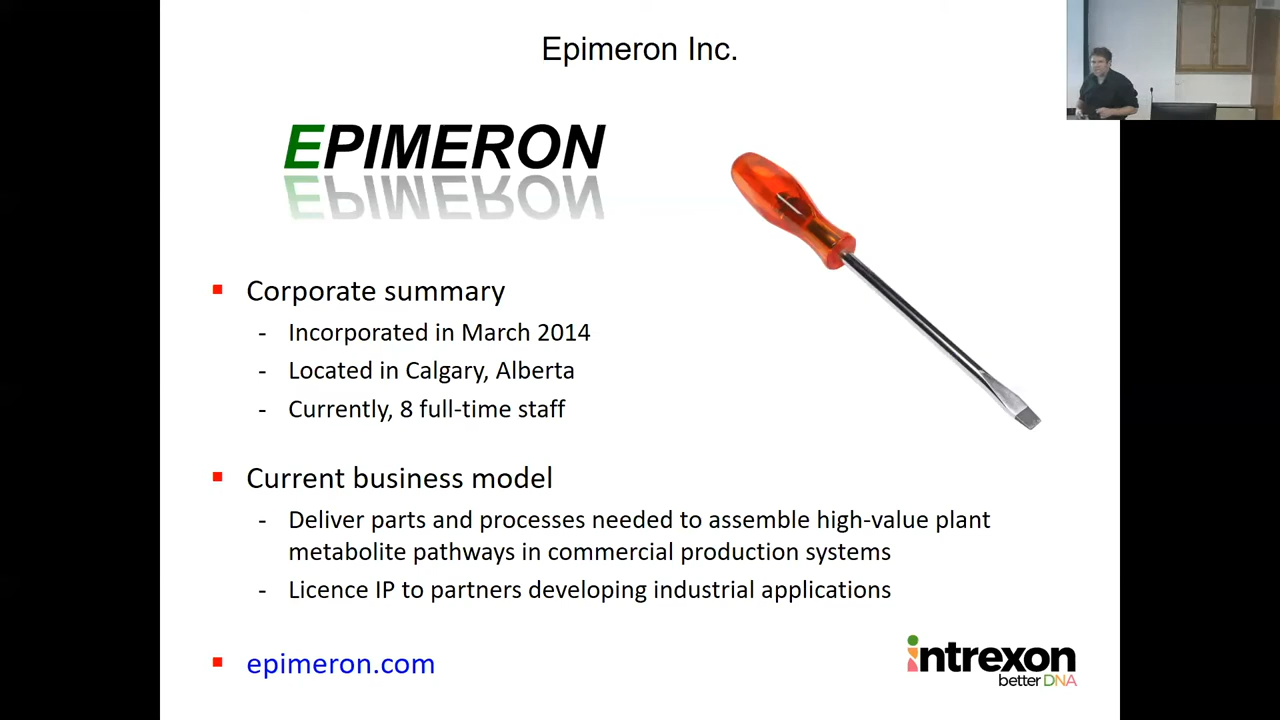 Epimeron Inc.
EPIMERON
▪ Corporate summary
- Incorporated in March 2014
- Located in Calgary, Alberta
- Currently, 8 full-time staff
▪ Current business model
- Deliver parts and processes needed to assemble high-value plant
metabolite pathways in commercial production systems
- Licence IP to partners developing industrial applications
▪ epimeron.com
intrexon
better DNA